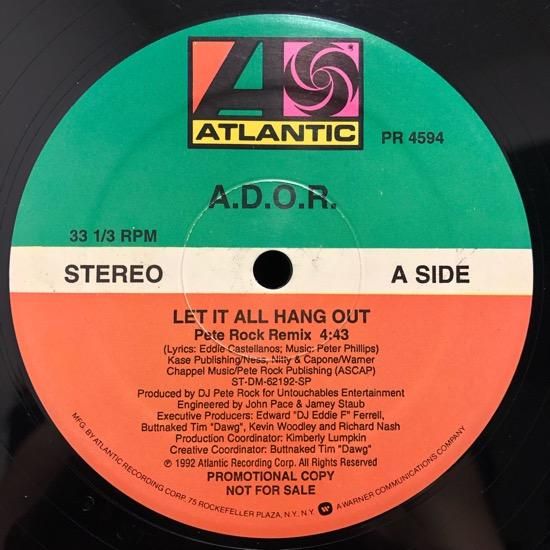 ATLANTIC
PR 4594
A.D.O.R.
33 1/3 RPM
STEREO
A SIDE
LET IT ALL HANG OUT
Pete Rock Remix 4:43
(Lyrics: Eddie Castellanos; Music: Peter Phillips)
Kase Publishing/Ness, Nitty & Capone/Warner
Chappel Music/Pete Rock Publishing (ASCAP)
ST-DM-62192-SP
Produced by DJ Pete Rock for Untouchables Entertainment
Engineered by John Pace & Jamey Staub
Executive Producers: Edward "DJ Eddie F" Ferrell,
Buttnaked Tim "Dawg", Kevin Woodley and Richard Nash
Production Coordinator: Kimberly Lumpkin
Creative Coordinator: Buttnaked Tim "Dawg"
℗ 1992 Atlantic Recording Corp. All Rights Reserved
PROMOTIONAL COPY
NOT FOR SALE
MFG. BY ATLANTIC RECORDING CORP. 75 ROCKEFELLER PLAZA, N.Y. N.Y. A WARNER COMMUNICATIONS COMPANY